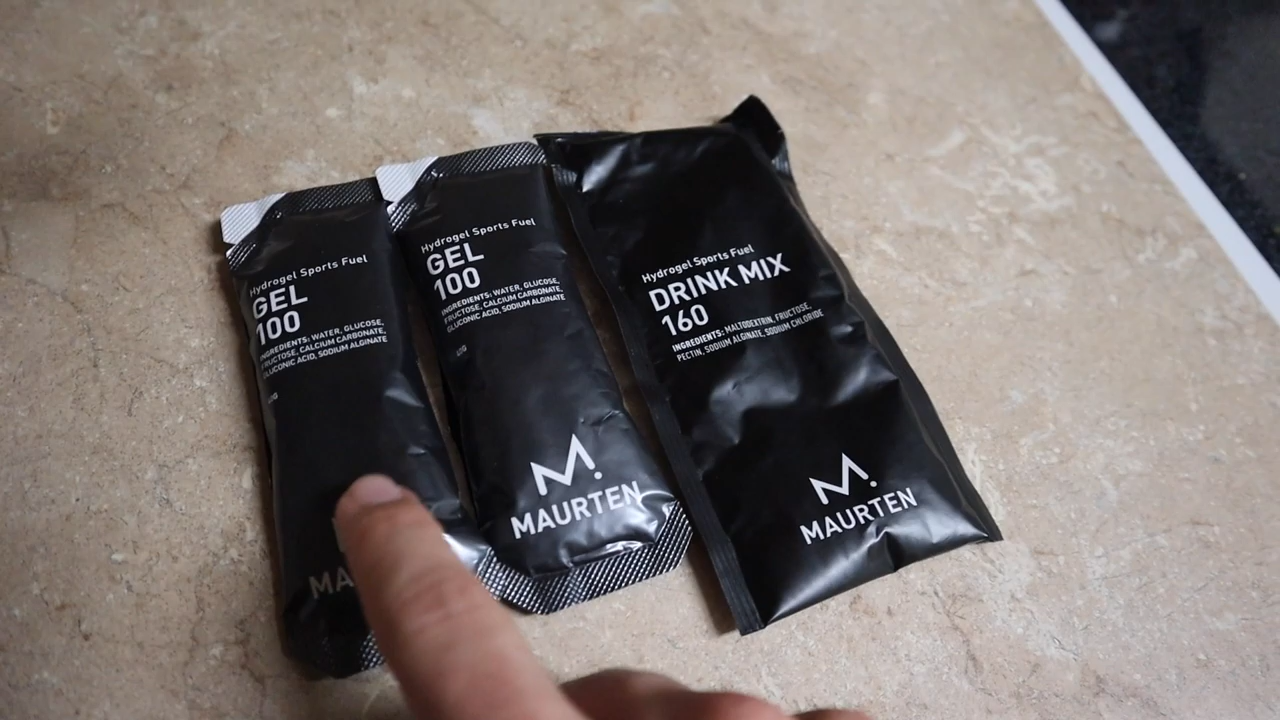 Hydrogel Sports Fuel
GEL
100
INGREDIENTS: WATER, GLUCOSE,
FRUCTOSE, CALCIUM CARBONATE,
GLUCONIC ACID, SODIUM ALGINATE
MA
Hydrogel Sports Fuel
GEL
100
INGREDIENTS: WATER, GLUCOSE,
FRUCTOSE, CALCIUM CARBONATE,
GLUCONIC ACID, SODIUM ALGINATE
40G
M.
MAURTEN
Hydrogel Sports Fuel
DRINK MIX
160
INGREDIENTS: MALTODEXTRIN, FRUCTOSE,
PECTIN, SODIUM ALGINATE, SODIUM CHLORIDE
M.
MAURTEN